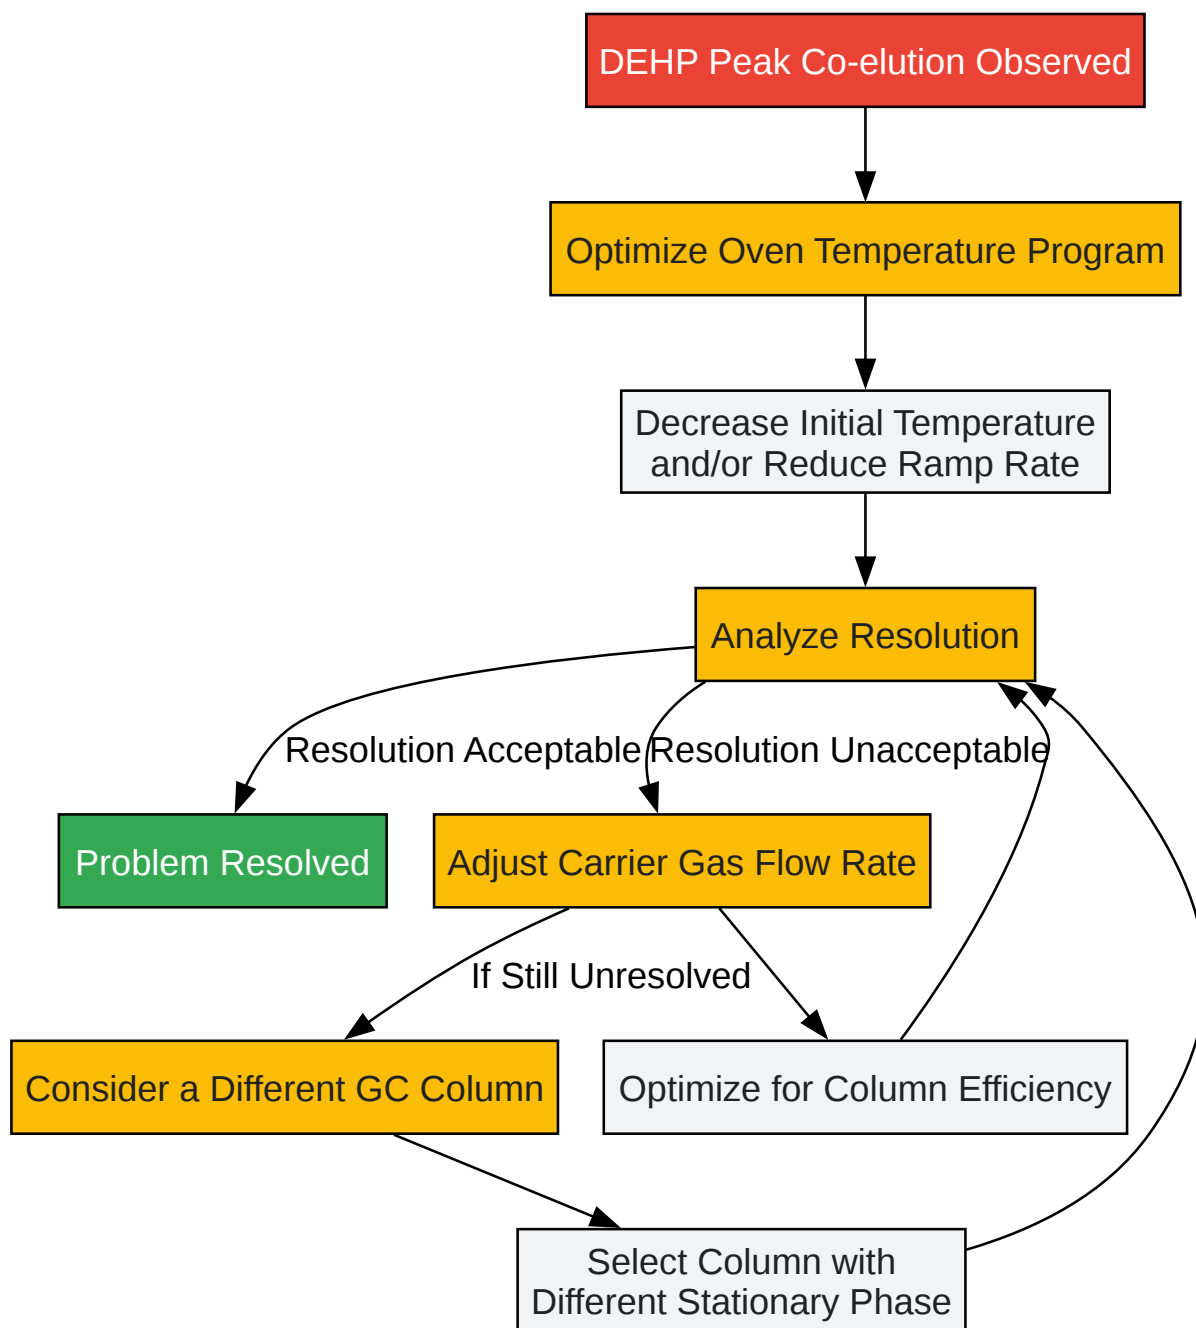 DEHP Peak Co-elution Observed
Optimize Oven Temperature Program
Decrease Initial Temperature
and/or Reduce Ramp Rate
Analyze Resolution
Resolution Acceptable
Resolution Unacceptable
Problem Resolved
Adjust Carrier Gas Flow Rate
If Still Unresolved
Consider a Different GC Column
Optimize for Column Efficiency
Select Column with
Different Stationary Phase